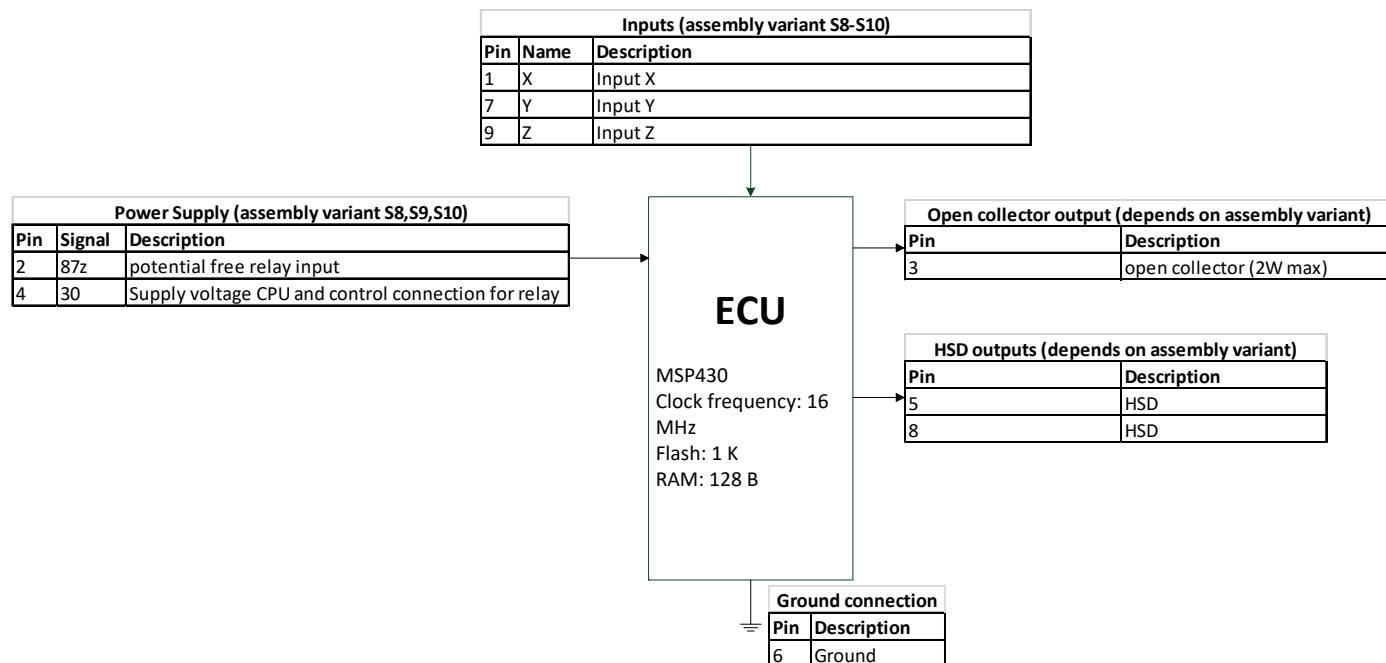 Inputs (assembly variant S8-S10)
Pin Name Description
1 X Input X
7 Y Input Y
9 Z Input Z
Power Supply (assembly variant S8,S9,S10)
Pin Signal Description
2 87z potential free relay input
4 30 Supply voltage CPU and control connection for relay
ECU
MSP430
Clock frequency: 16
MHz
Flash: 1 K
RAM: 128 B
Open collector output (depends on assembly variant)
Pin Description
3 open collector (2W max)
HSD outputs (depends on assembly variant)
Pin Description
5 HSD
8 HSD
Ground connection
Pin Description
6 Ground